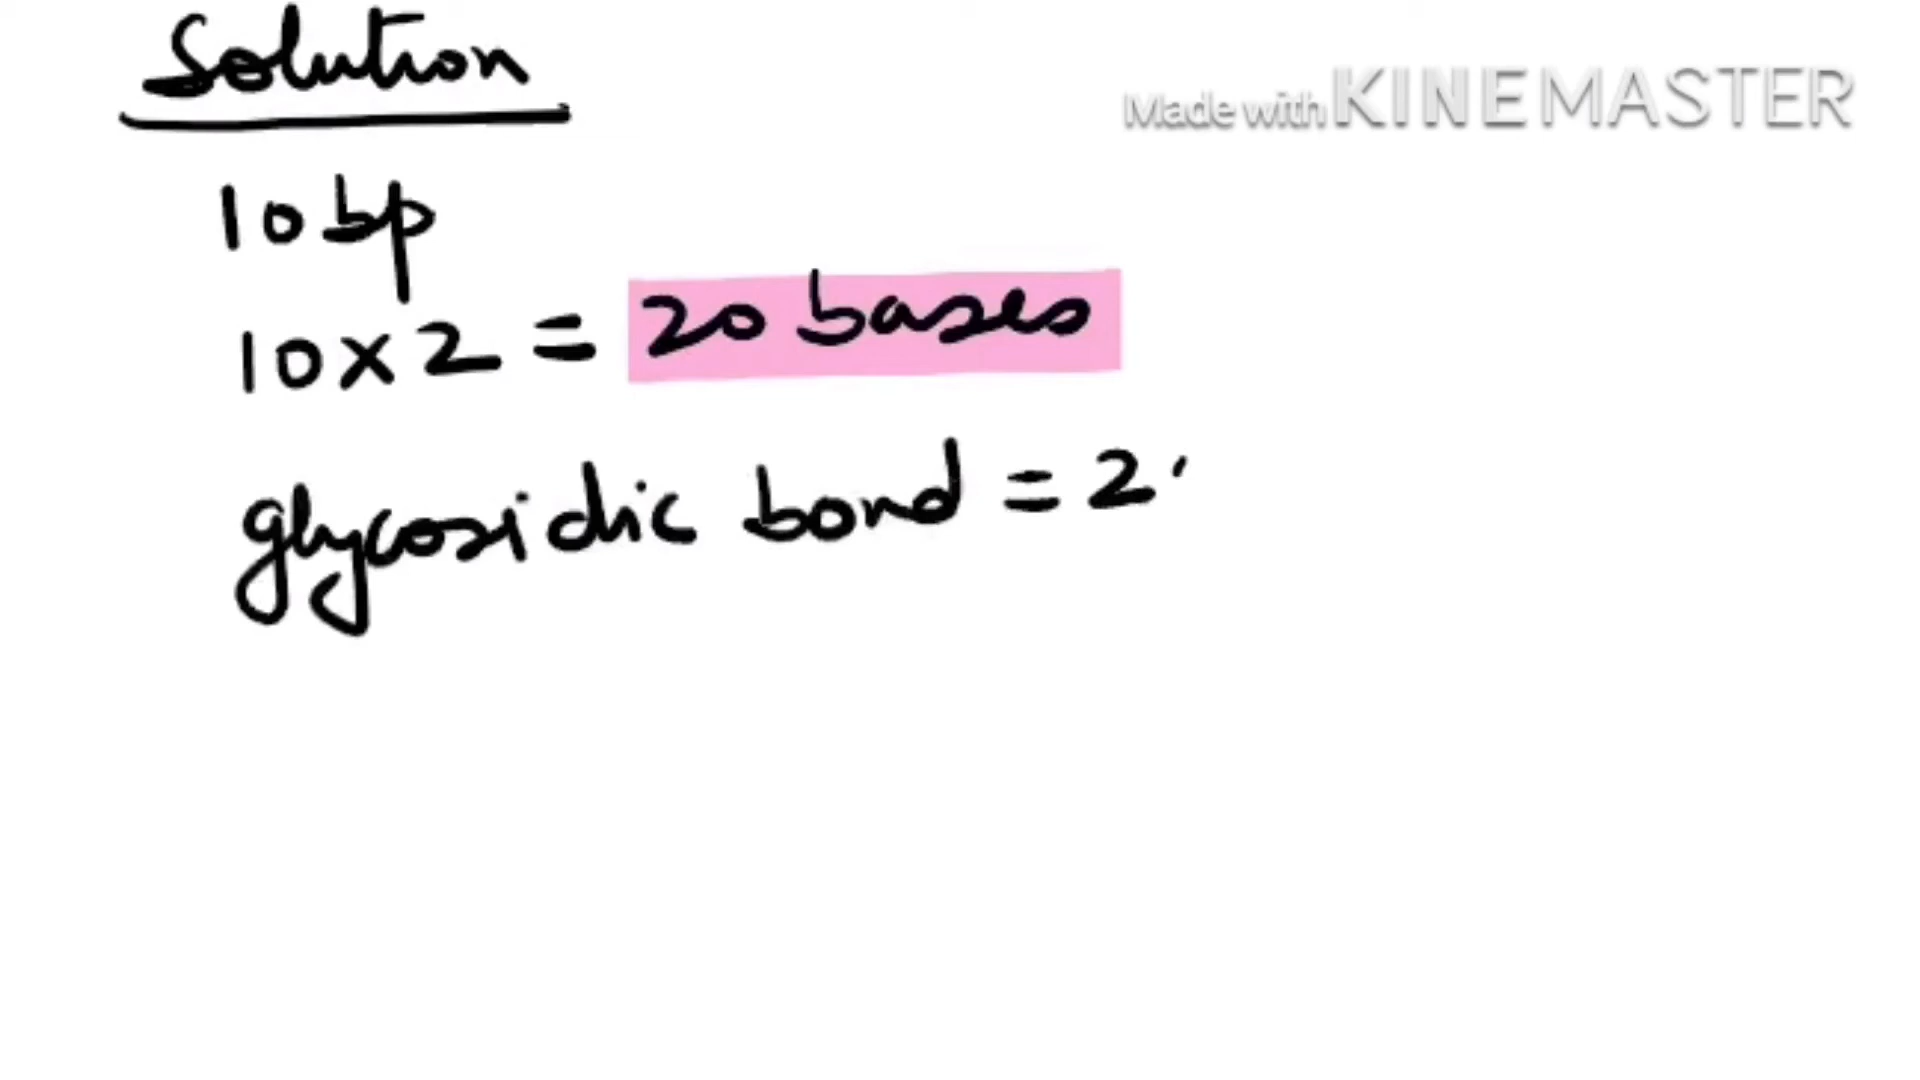 Solution
Made with KINEMASTER
10 bp
10 x 2 = 20 bases
glycosidic bond = 2